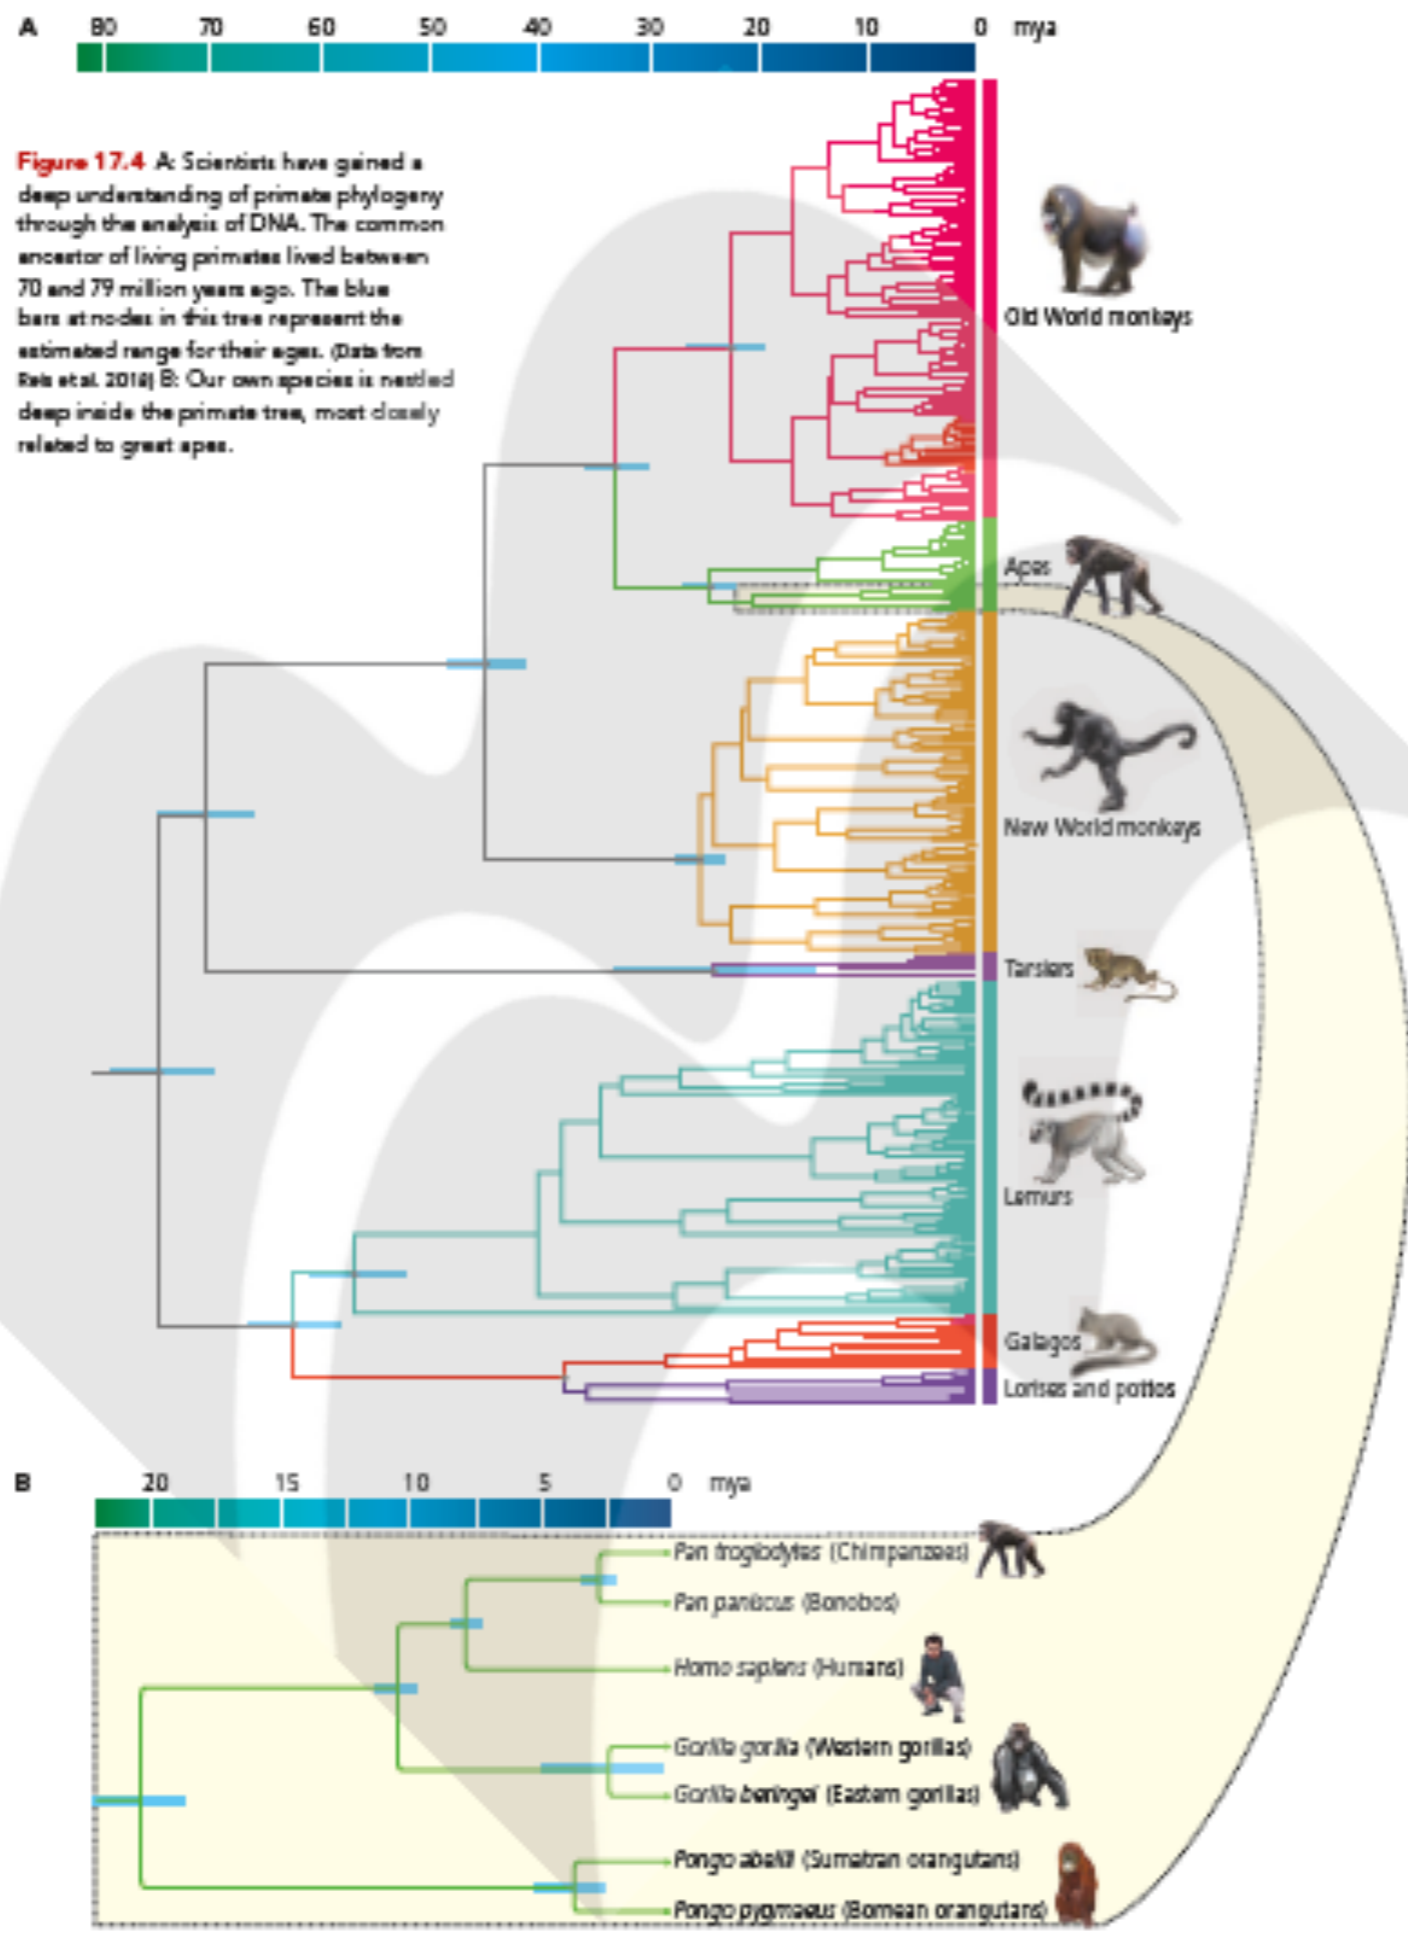 A 80 70 60 50 40 30 20 10 0 mya
Figure 17.4 A: Scientists have gained a
deep understanding of primate phylogeny
through the analysis of DNA. The common
ancestor of living primates lived between
70 and 79 million years ago. The blue
bars at nodes in this tree represent the
estimated range for their ages. (Data from
Reis et al. 2018) B: Our own species is nestled
deep inside the primate tree, most closely
related to great apes.
Old World monkeys
Apes
New World monkeys
Tarsiers
Lemurs
Galagos
Lorises and pottos
B 20 15 10 5 0 mya
Pan troglodytes (Chimpanzees)
Pan paniscus (Bonobos)
Homo sapiens (Humans)
Gorilla gorilla (Western gorillas)
Gorilla beringei (Eastern gorillas)
Pongo abelii (Sumatran orangutans)
Pongo pygmaeus (Bornean orangutans)